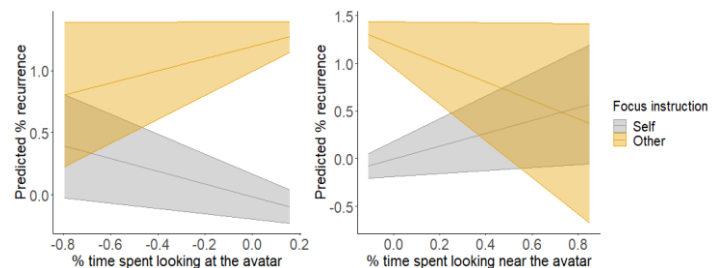 Predicted % recurrence
1.0
0.5
0.0
-0.8
-0.6
-0.4
-0.2
0.0
0.2
% time spent looking at the avatar
Predicted % recurrence
1.5
1.0
0.5
0.0
-0.5
0.0
0.2
0.4
0.6
0.8
% time spent looking near the avatar
Focus instruction
Self
Other